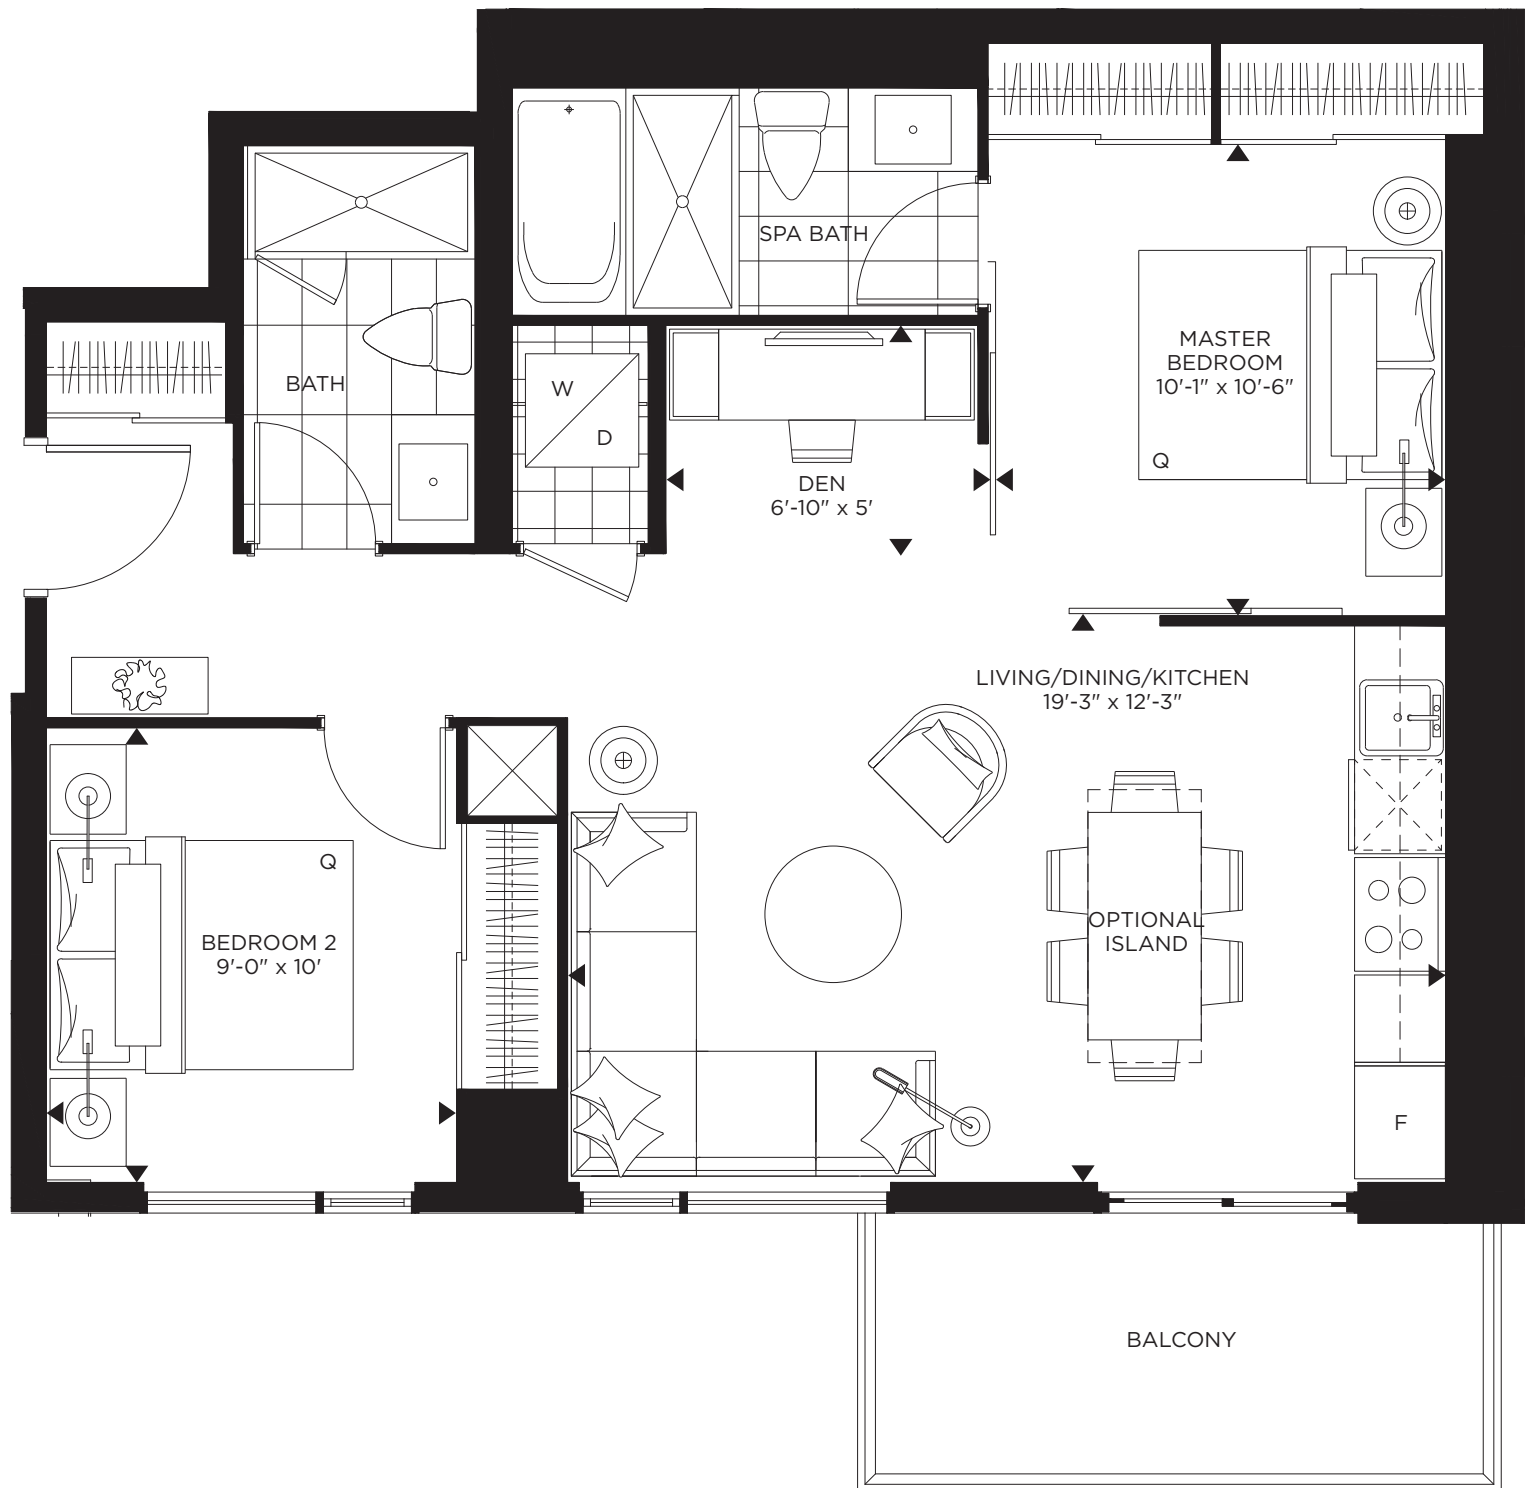 SPA BATH
MASTER
BEDROOM
10'-1" x 10'-6"
Q
BATH
W
D
DEN
6'-10" x 5'
LIVING/DINING/KITCHEN
19'-3" x 12'-3"
Q
BEDROOM 2
9'-0" x 10'
OPTIONAL
ISLAND
F
BALCONY